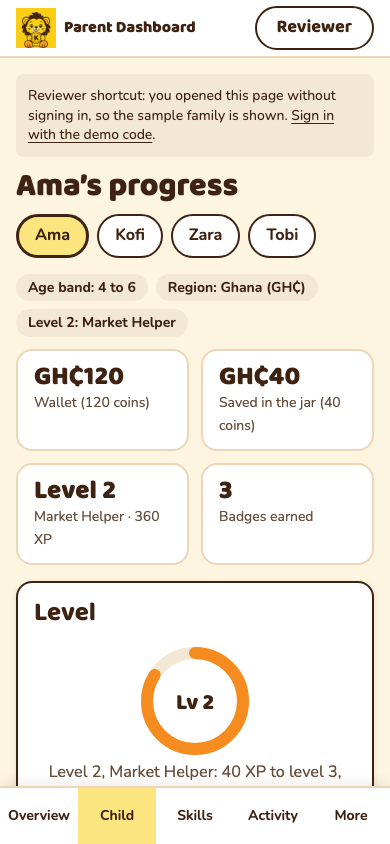 Parent Dashboard
Reviewer
Reviewer shortcut: you opened this page without
signing in, so the sample family is shown. Sign in
with the demo code.
Ama's progress
Ama
Kofi
Zara
Tobi
Age band: 4 to 6
Region: Ghana (GH₵)
Level 2: Market Helper
GH₵120
Wallet (120 coins)
GH₵40
Saved in the jar (40
coins)
Level 2
Market Helper · 360
XP
3
Badges earned
Level
Lv 2
Level 2, Market Helper: 40 XP to level 3,
Overview
Child
Skills
Activity
More